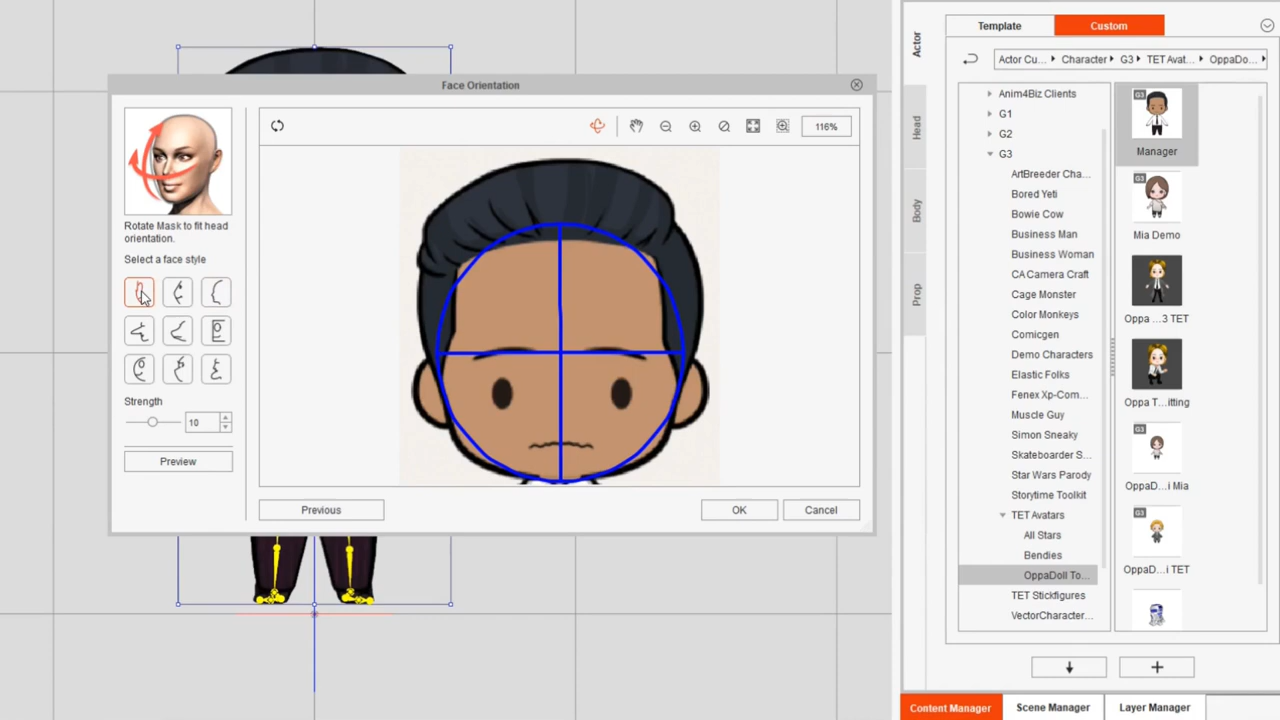 Face Orientation
116%
Rotate Mask to fit head
orientation.
Select a face style
Strength
10
Preview
Previous
OK
Cancel
Actor
Head
Body
Prop
Template
Custom
Actor Cu...
Character
G3
TET Avat...
OppaDo...
Anim4Biz Clients
G1
G2
G3
ArtBreeder Cha...
Bored Yeti
Bowie Cow
Business Man
Business Woman
CA Camera Craft
Cage Monster
Color Monkeys
Comicgen
Demo Characters
Elastic Folks
Fenex Xp-Com...
Muscle Guy
Simon Sneaky
Skateboarder S...
Star Wars Parody
Storytime Toolkit
TET Avatars
All Stars
Bendies
OppaDoll To...
TET Stickfigures
VectorCharacter...
G3
Manager
G3
Mia Demo
Oppa ...3 TET
Oppa T...itting
G3
OppaD...i Mia
G3
OppaD...i TET
Content Manager
Scene Manager
Layer Manager